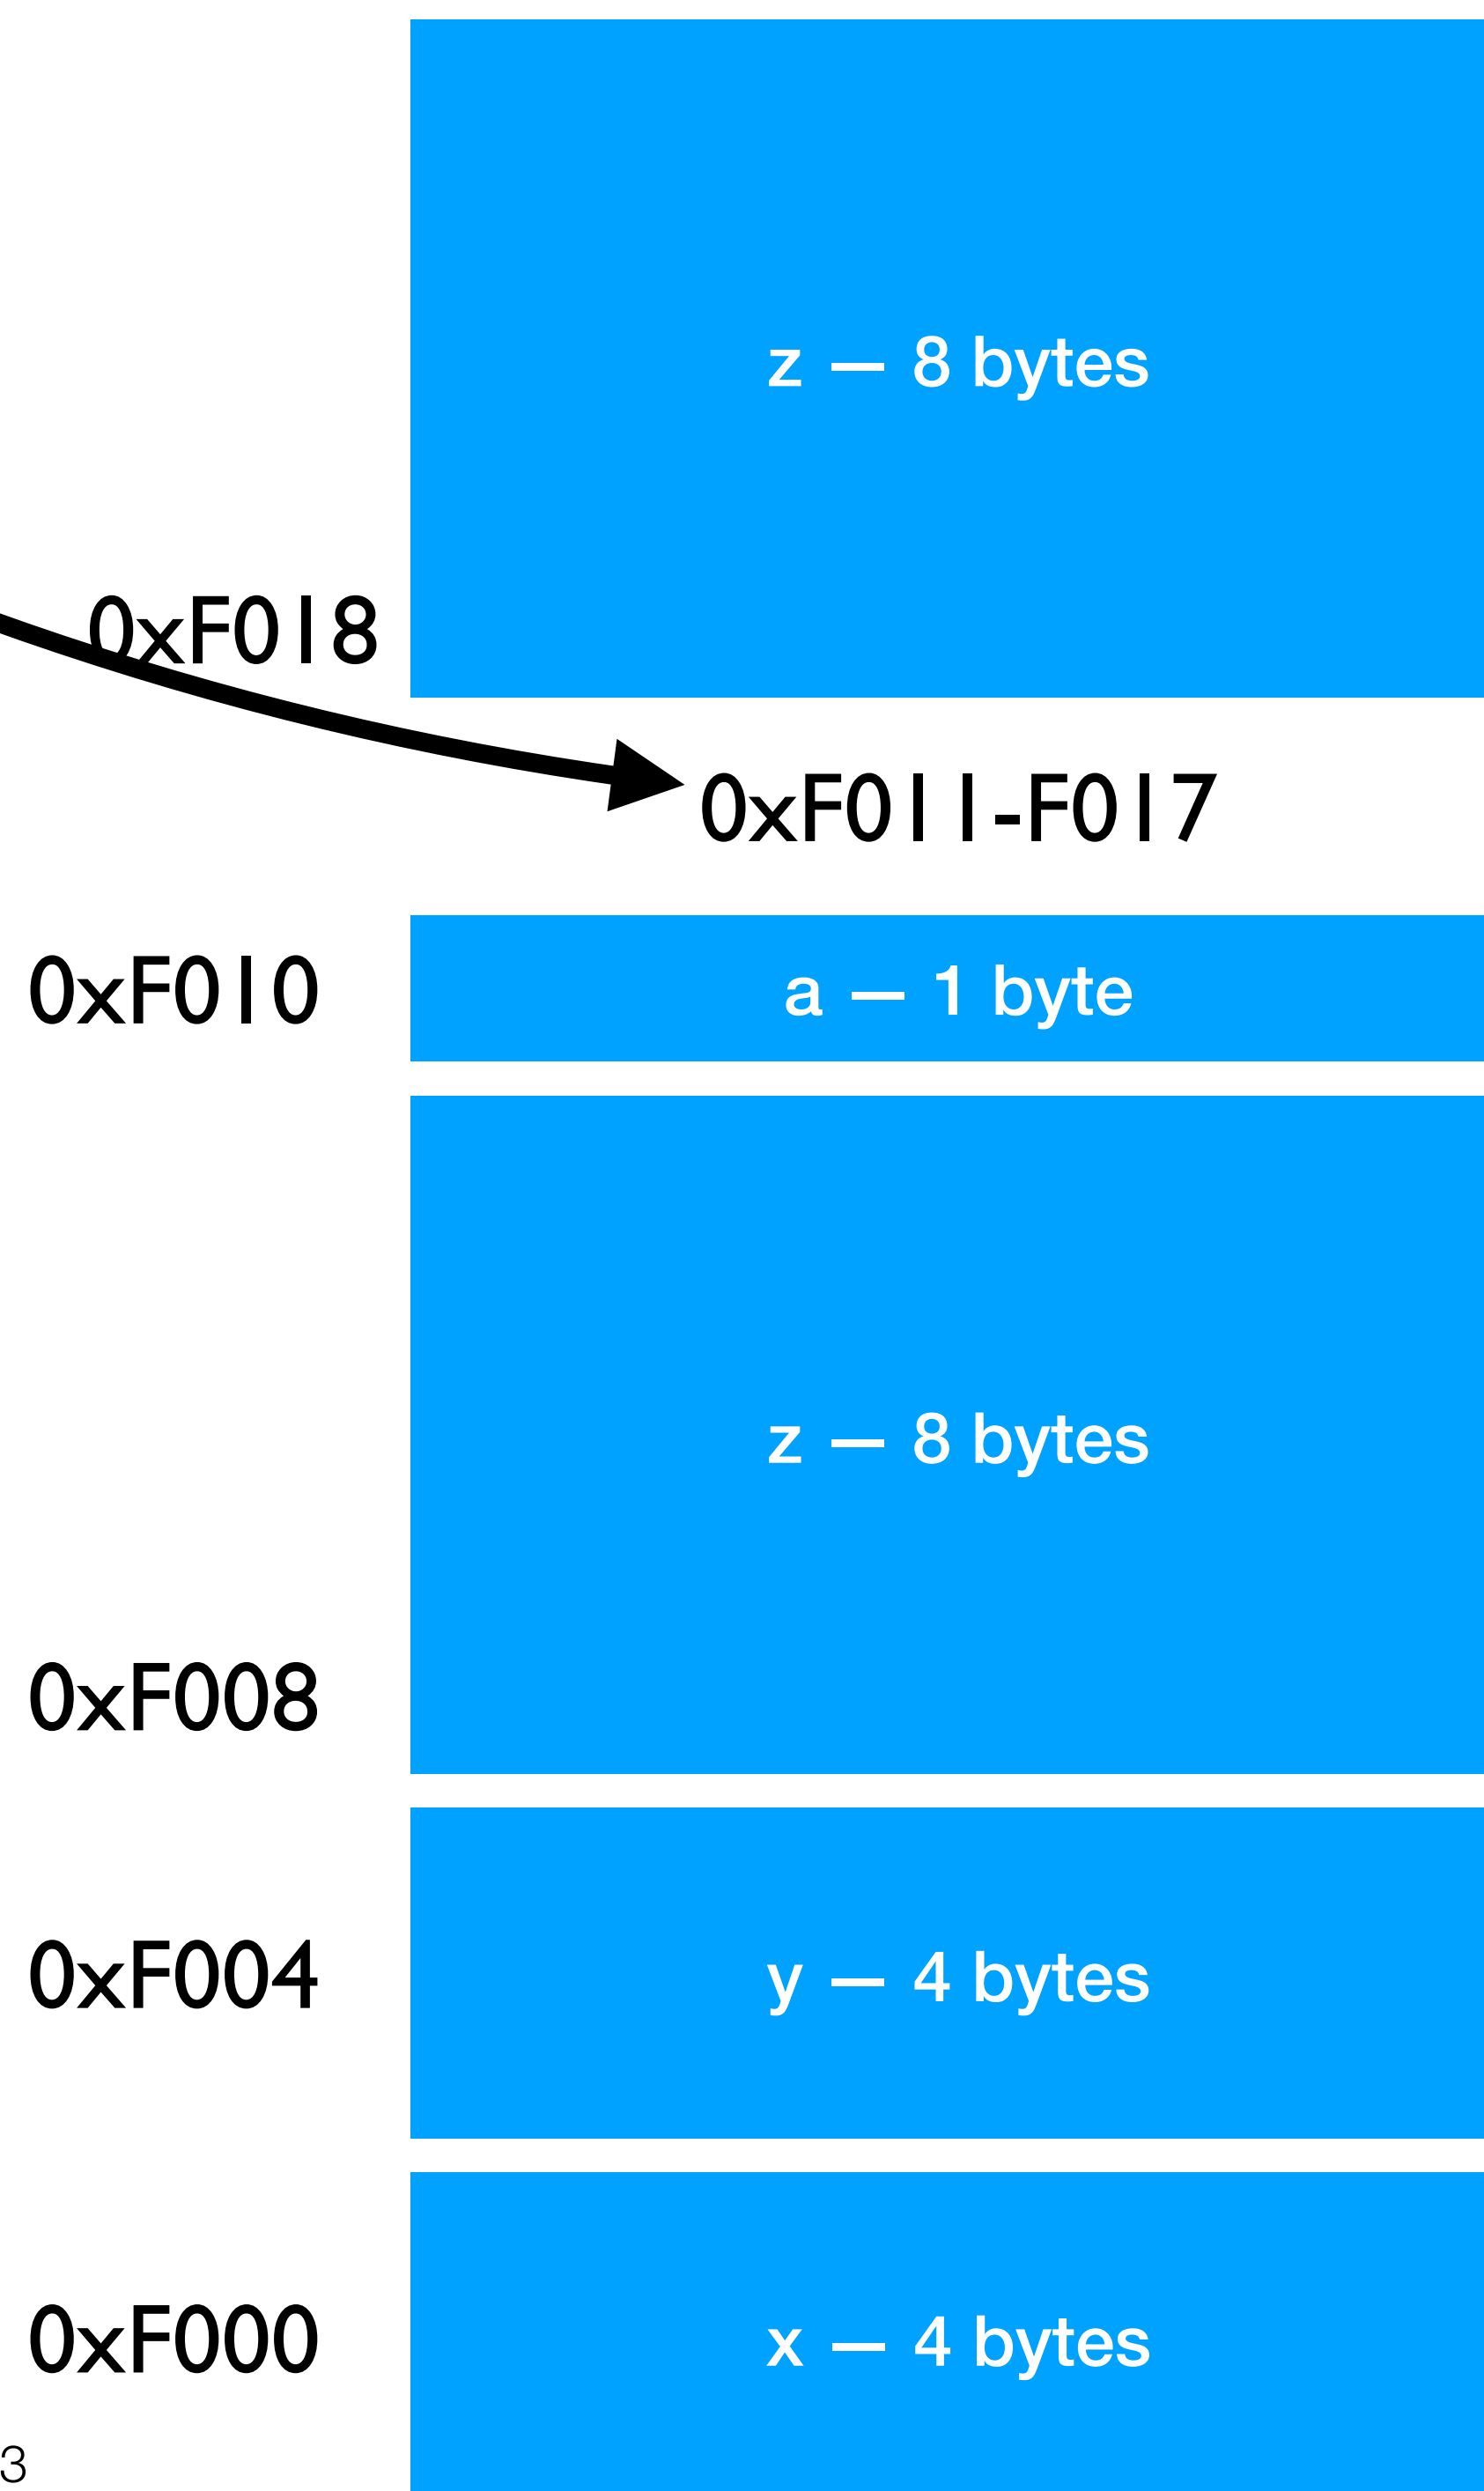 z — 8 bytes
0xF018
0xF011-F017
0xF010
a — 1 byte
z — 8 bytes
0xF008
0xF004
y — 4 bytes
0xF000
x — 4 bytes
3